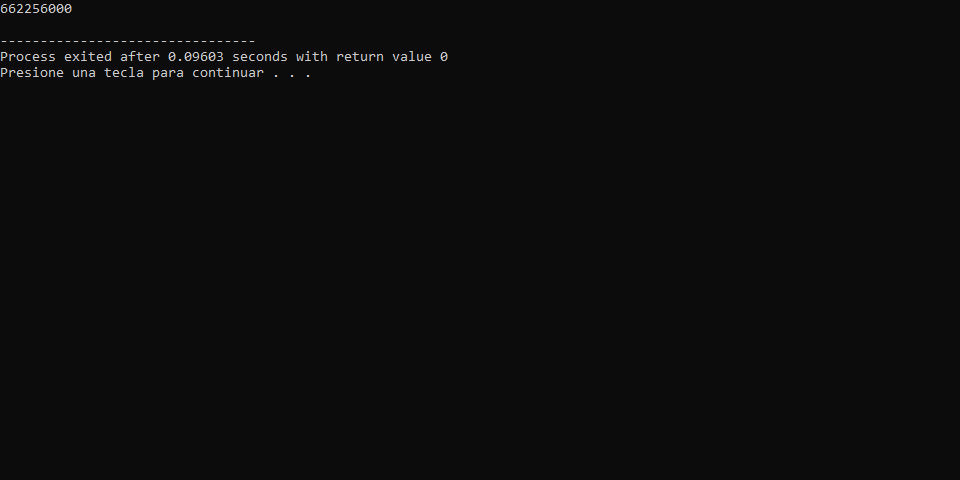 662256000
--------------------------------
Process exited after 0.09603 seconds with return value 0
Presione una tecla para continuar . . .